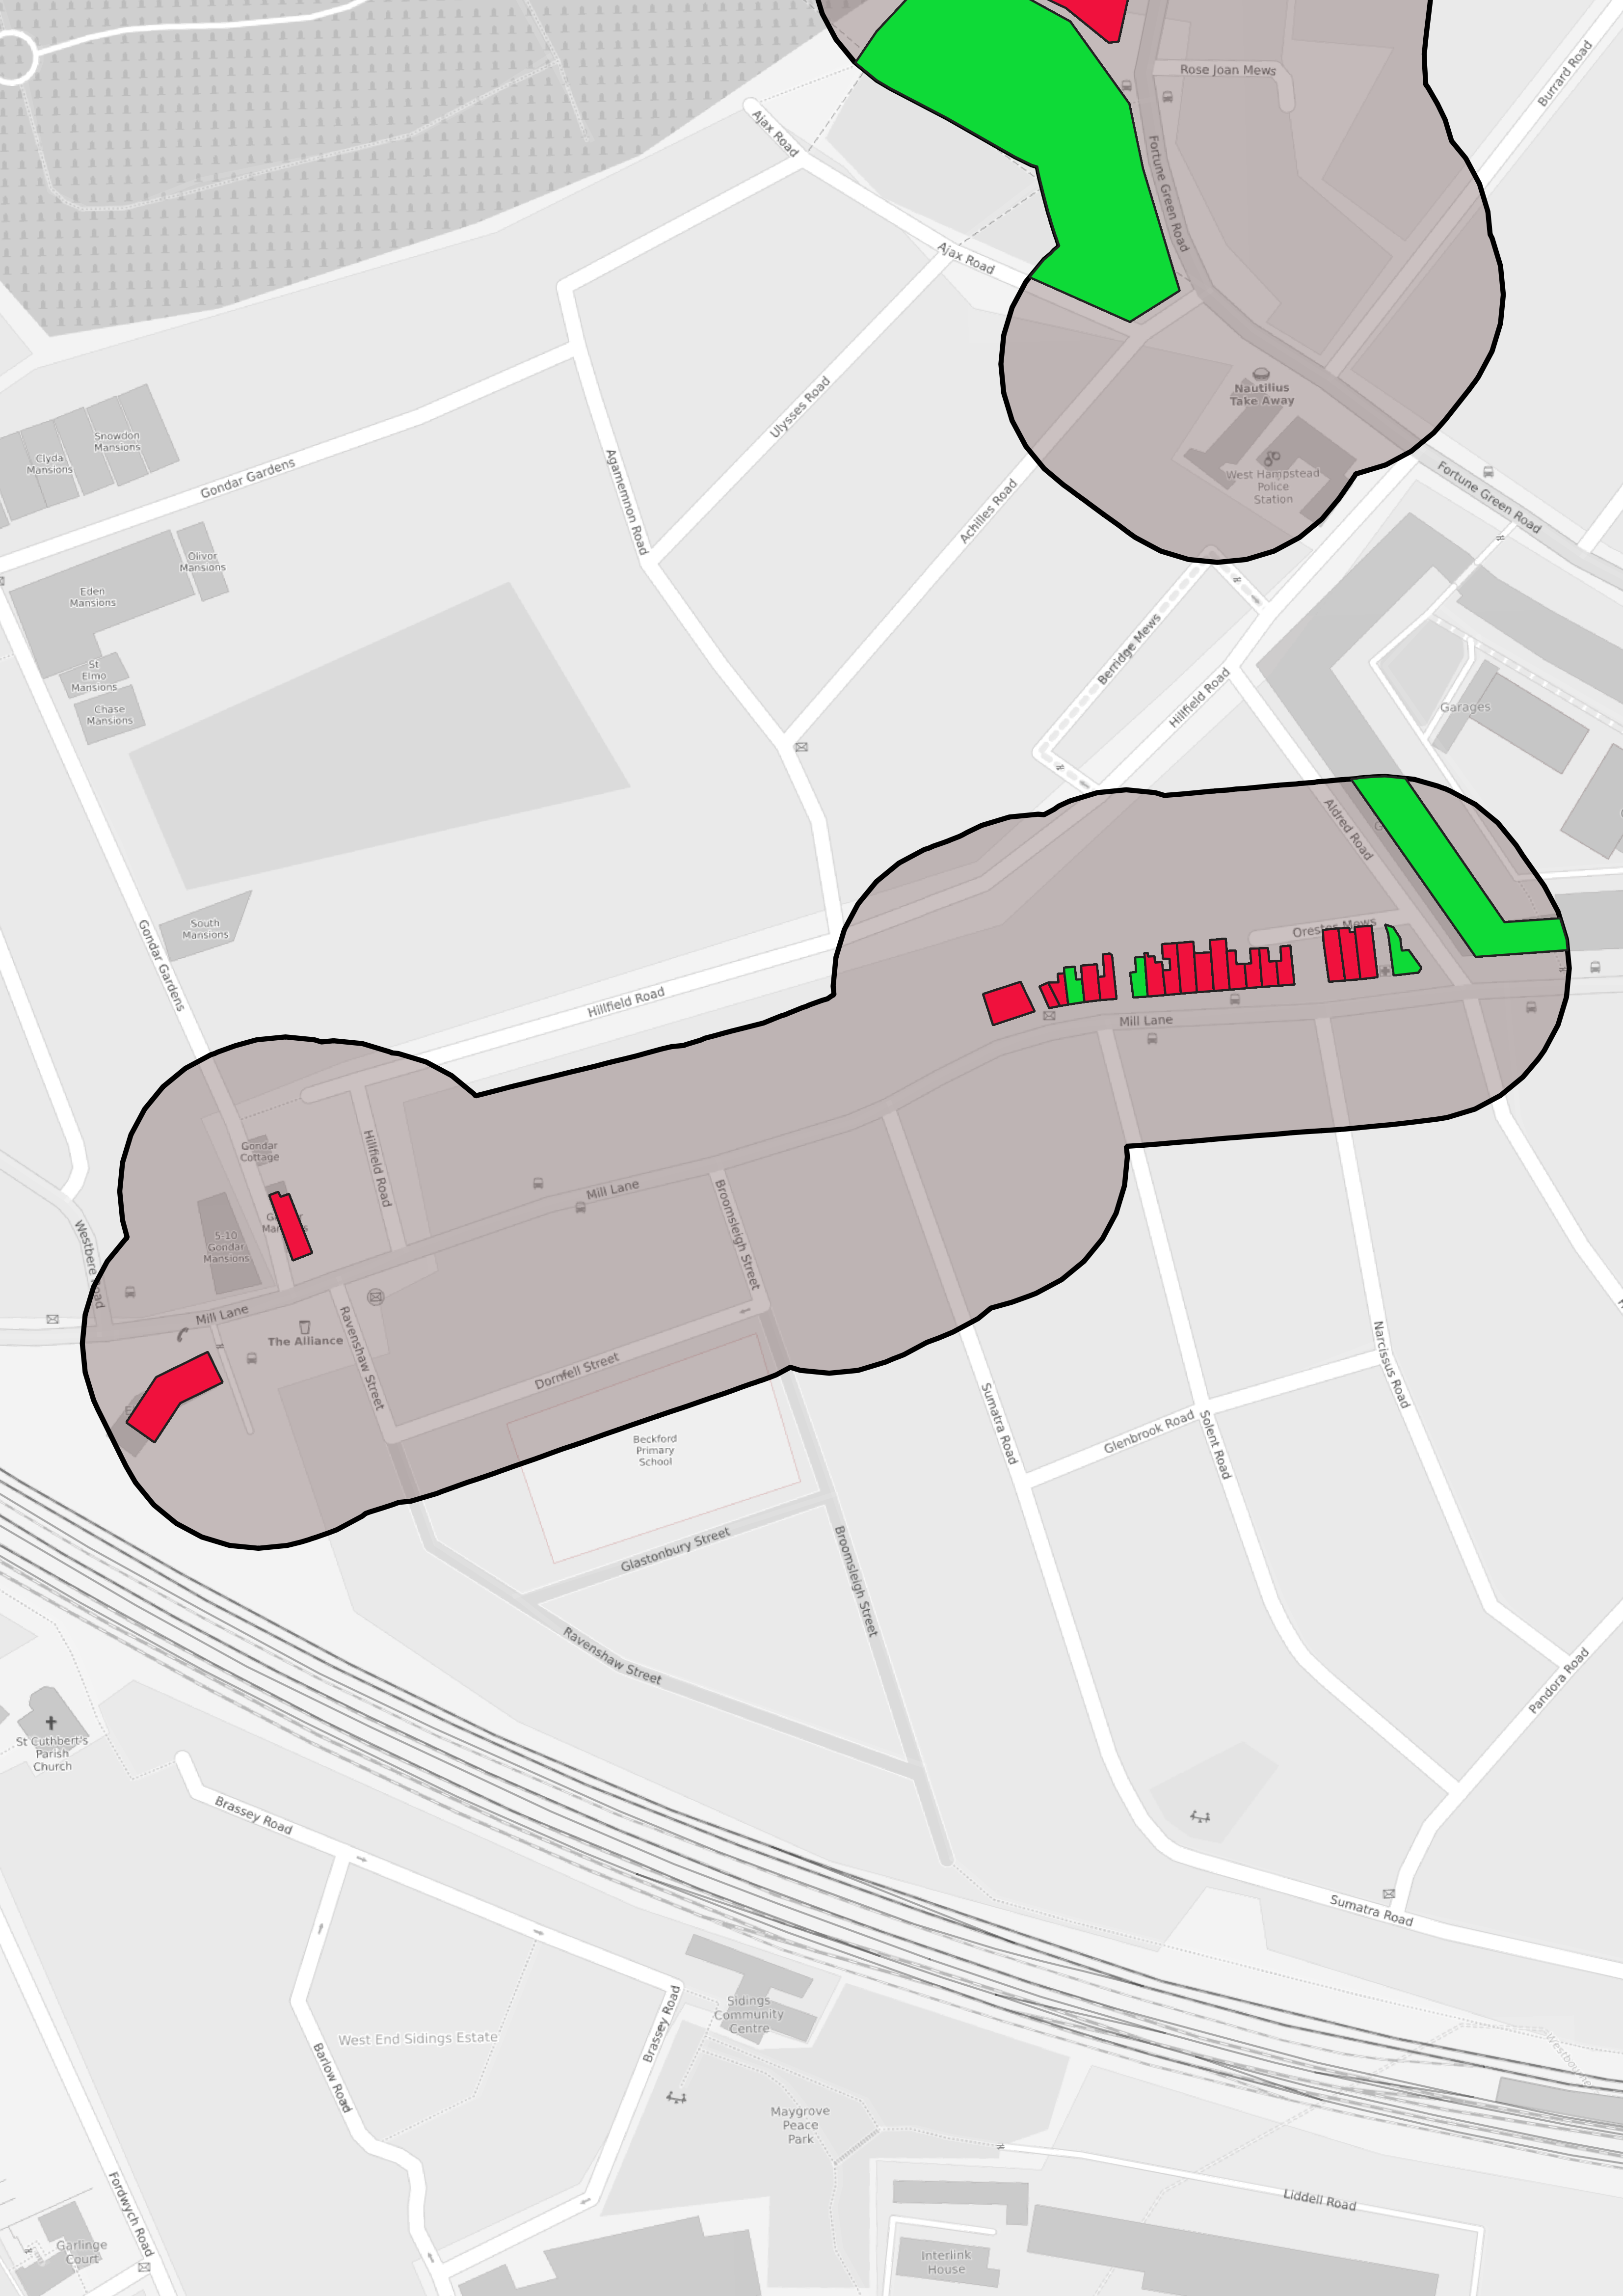 Rose Joan Mews
Burrard Road
Ajax Road
Fortune Green Road
Ajax Road
Nautilius
Take Away
Ulysses Road
Snowdon
Mansions
Clyda
Mansions
Gondar Gardens
Agamemnon Road
West Hampstead
Police
Station
Fortune Green Road
Achilles Road
Olivor
Mansions
Eden
Mansions
St
Elmo
Mansions
Chase
Mansions
Berridge Mews
Hillfield Road
Garages
Aldred Road
South
Mansions
Gondar Gardens
Orestes Mews
Hillfield Road
Mill Lane
Gondar
Cottage
Hillfield Road
Mill Lane
Broomsleigh Street
5-10
Gondar
Mansions
Westbere Road
Mill Lane
The Alliance
Ravenshaw Street
Dornfell Street
Narcissus Road
Sumatra Road
Glenbrook Road
Solent Road
Beckford
Primary
School
Glastonbury Street
Broomsleigh Street
Ravenshaw Street
Pandora Road
St Cuthbert's
Parish
Church
Brassey Road
Sumatra Road
Sidings
Community
Centre
Brassey Road
West End Sidings Estate
Barlow Road
Maygrove
Peace
Park
Fordwych Road
Liddell Road
Garlinge
Court
Interlink
House